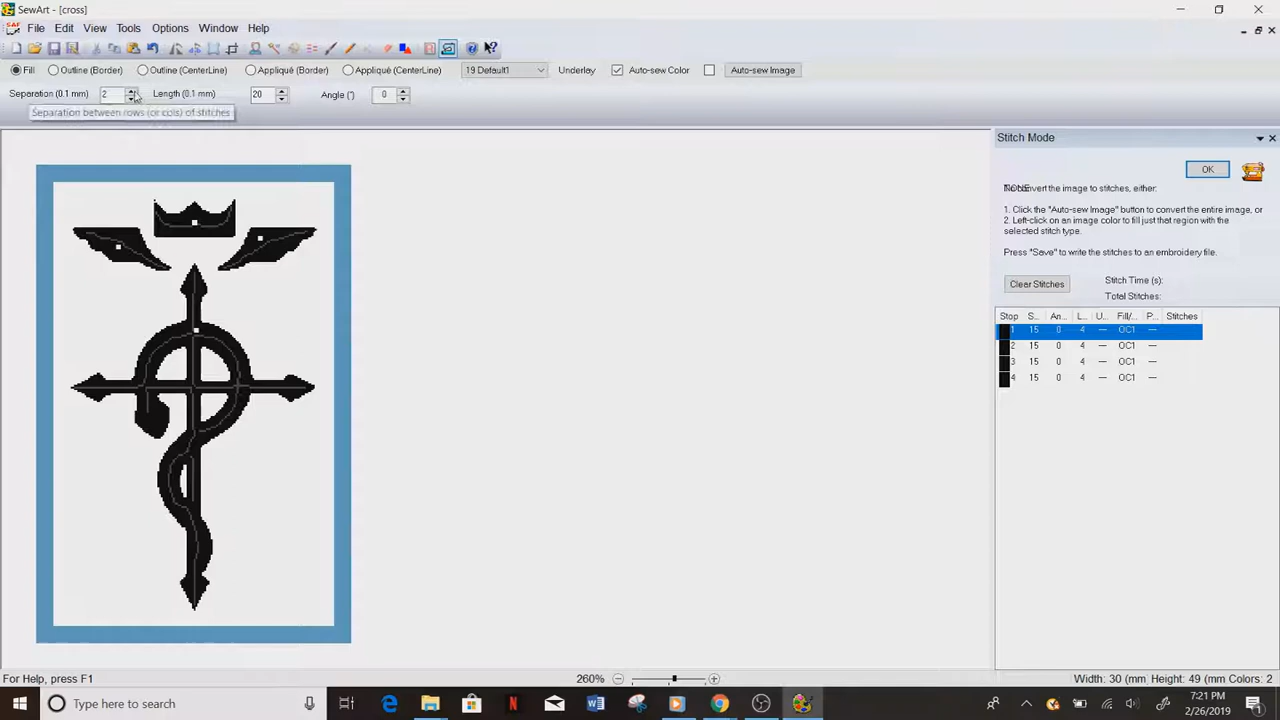 SewArt - [cross]
File Edit View Tools Options Window Help
Fill Outline (Border) Outline (CenterLine) Appliqué (Border) Appliqué (CenterLine) 19 Default1 Underlay Auto-sew Color Auto-sew Image
Separation (0.1 mm) 2 Length (0.1 mm) 20 Angle (°) 0
Separation between rows (or cols) of stitches
Stitch Mode
OK
convert the image to stitches, either:
1. Click the "Auto-sew Image" button to convert the entire image, or
2. Left-click on an image color to fill just that region with the
selected stitch type.
Press "Save" to write the stitches to an embroidery file.
Clear Stitches Stitch Time (s):
Total Stitches:
Stop S... An... L... U... Fill/... P... Stitches
1 15 0 4 — OC1 —
2 15 0 4 — OC1 —
3 15 0 4 — OC1 —
4 15 0 4 — OC1 —
For Help, press F1 260% Width: 30 (mm Height: 49 (mm Colors: 2
Type here to search
7:21 PM
2/26/2019
1